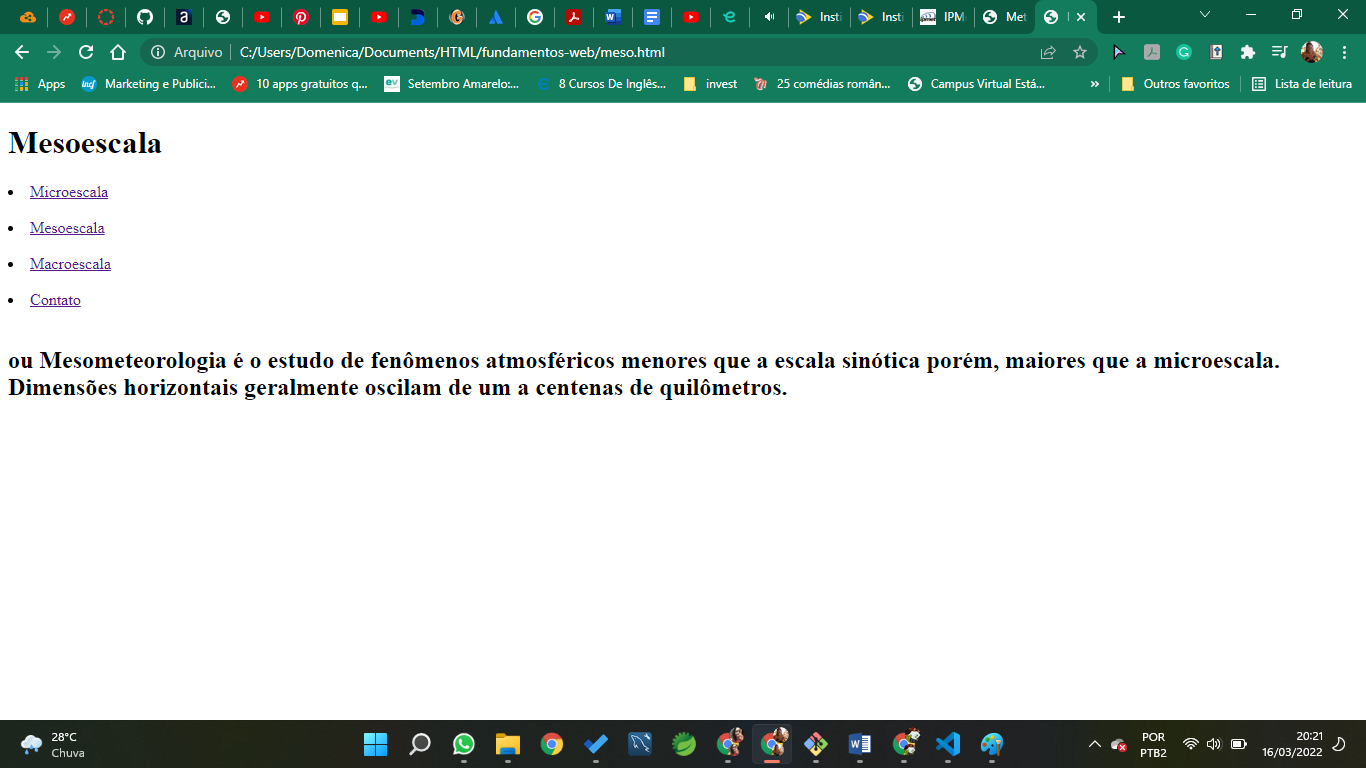 Insti
Insti
IPM
Met
Arquivo
C:/Users/Domenica/Documents/HTML/fundamentos-web/meso.html
Apps
Marketing e Publici...
10 apps gratuitos q...
Setembro Amarelo:...
8 Cursos De Inglês...
invest
25 comédias român...
Campus Virtual Está...
»
Outros favoritos
Lista de leitura
Mesoescala
• Microescala
• Mesoescala
• Macroescala
• Contato
ou Mesometeorologia é o estudo de fenômenos atmosféricos menores que a escala sinótica porém, maiores que a microescala.
Dimensões horizontais geralmente oscilam de um a centenas de quilômetros.
28°C
Chuva
POR
PTB2
20:21
16/03/2022